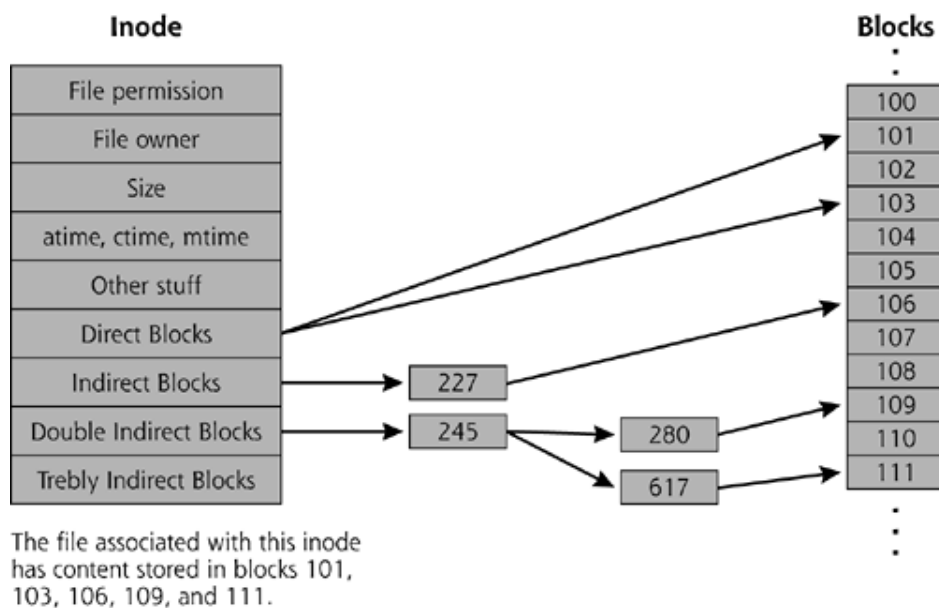 Inode
File permission
File owner
Size
atime, ctime, mtime
Other stuff
Direct Blocks
Indirect Blocks
Double Indirect Blocks
Trebly Indirect Blocks
227
245
280
617
Blocks
100
101
102
103
104
105
106
107
108
109
110
111
The file associated with this inode
has content stored in blocks 101,
103, 106, 109, and 111.